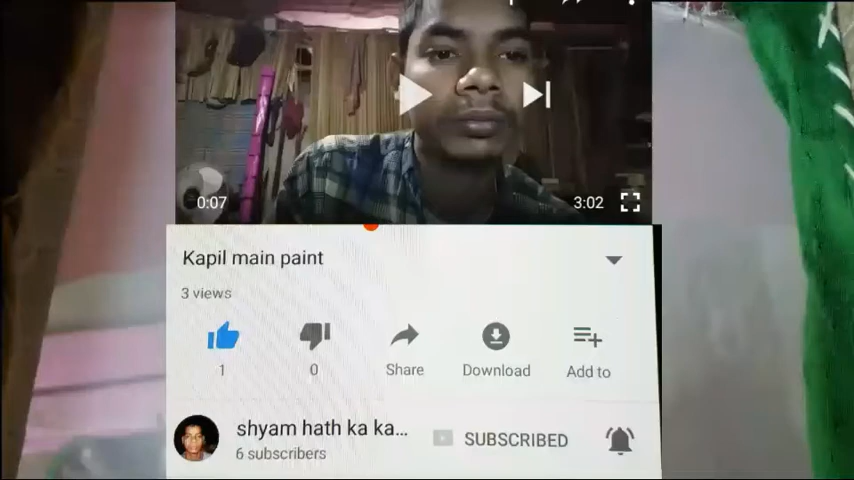 0:07 3:02
Kapil main paint
3 views
1 0 Share Download Add to
shyam hath ka ka... SUBSCRIBED
6 subscribers